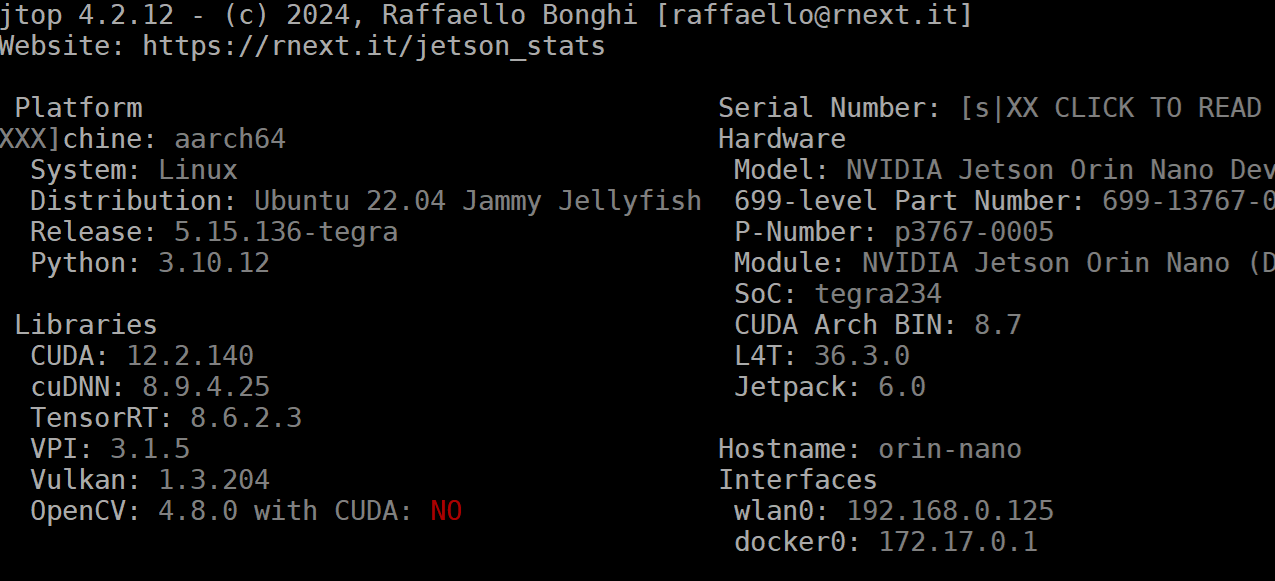 jtop 4.2.12 - (c) 2024, Raffaello Bonghi [raffaello@rnext.it]
Website: https://rnext.it/jetson_stats
Platform
XXX]chine: aarch64
System: Linux
Distribution: Ubuntu 22.04 Jammy Jellyfish
Release: 5.15.136-tegra
Python: 3.10.12
Libraries
CUDA: 12.2.140
cuDNN: 8.9.4.25
TensorRT: 8.6.2.3
VPI: 3.1.5
Vulkan: 1.3.204
OpenCV: 4.8.0 with CUDA: NO
Serial Number: [s|XX CLICK TO READ
Hardware
Model: NVIDIA Jetson Orin Nano Dev
699-level Part Number: 699-13767-0
P-Number: p3767-0005
Module: NVIDIA Jetson Orin Nano (D
SoC: tegra234
CUDA Arch BIN: 8.7
L4T: 36.3.0
Jetpack: 6.0
Hostname: orin-nano
Interfaces
wlan0: 192.168.0.125
docker0: 172.17.0.1